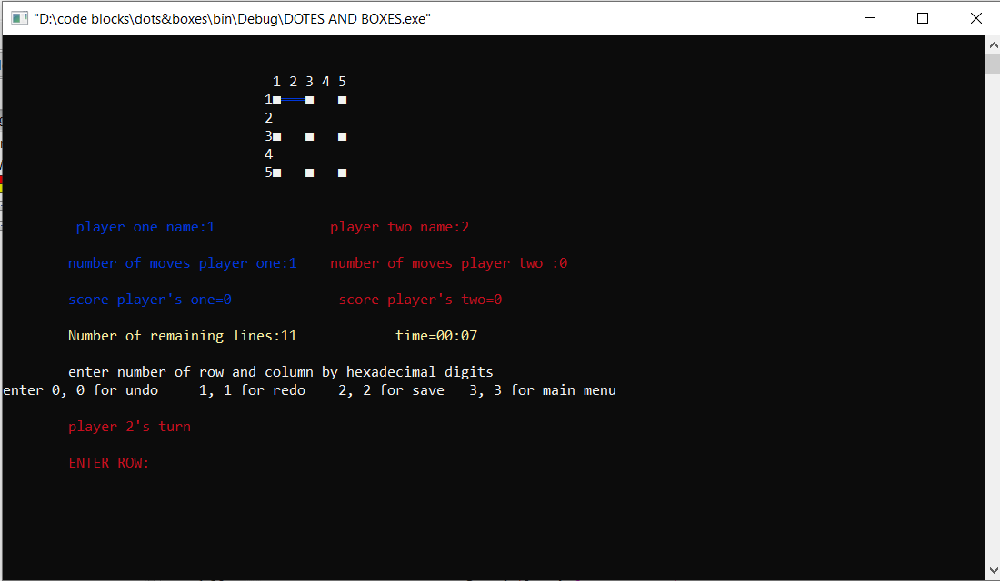 "D:\code blocks\dots&boxes\bin\Debug\DOTES AND BOXES.exe"
1 2 3 4 5
1
2
3
4
5
player one name:1 player two name:2
number of moves player one:1 number of moves player two :0
score player's one=0 score player's two=0
Number of remaining lines:11 time=00:07
enter number of row and column by hexadecimal digits
enter 0, 0 for undo 1, 1 for redo 2, 2 for save 3, 3 for main menu
player 2's turn
ENTER ROW: